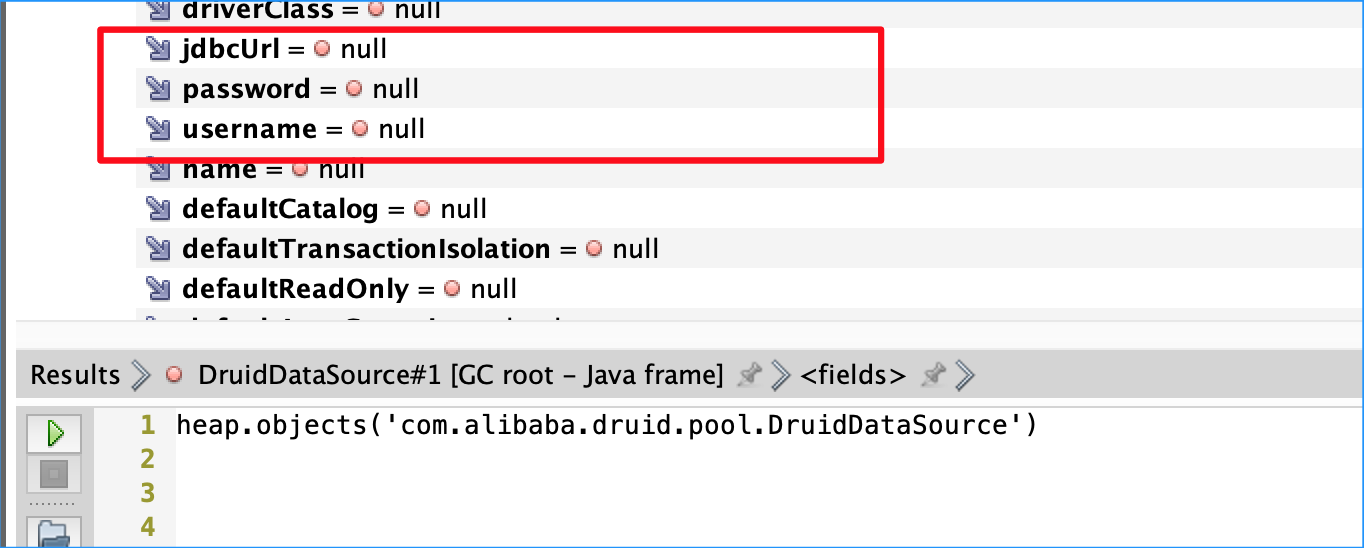 driverClass = null
jdbcUrl = null
password = null
username = null
name = null
defaultCatalog = null
defaultTransactionIsolation = null
defaultReadOnly = null
Results DruidDataSource#1 [GC root – Java frame] <fields>
1 heap.objects('com.alibaba.druid.pool.DruidDataSource')
2
3
4